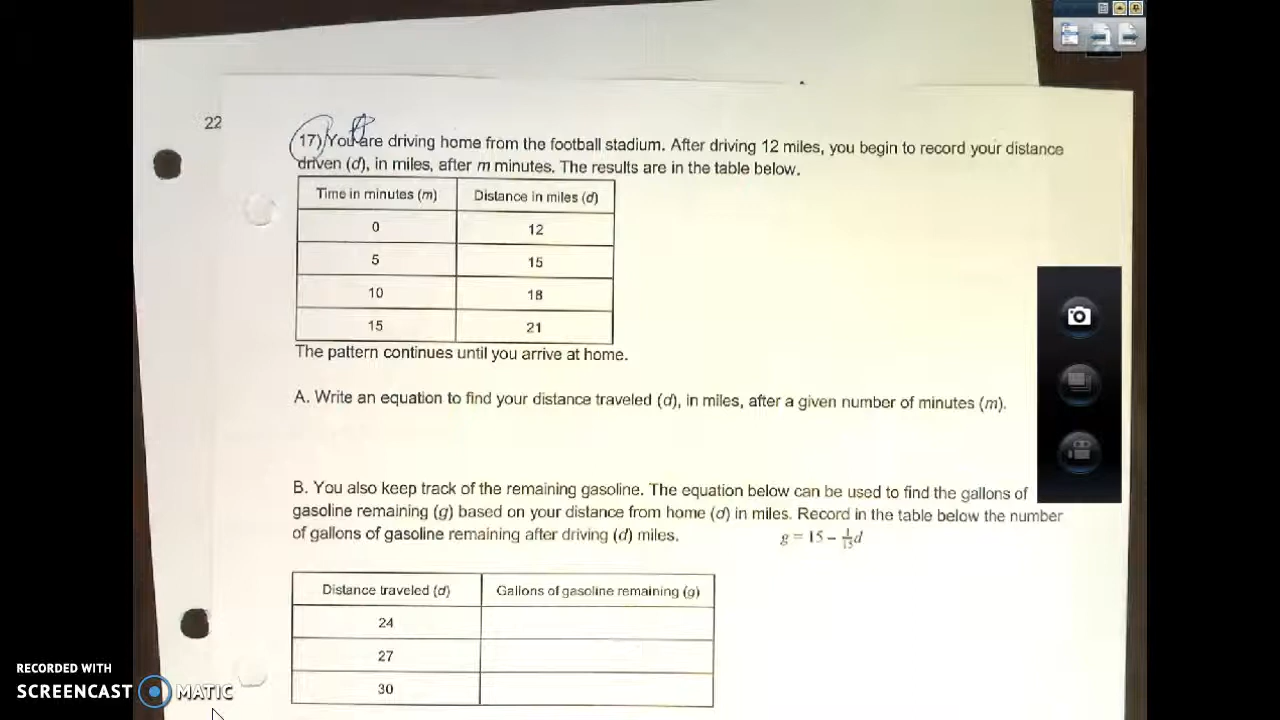 22
17) You are driving home from the football stadium. After driving 12 miles, you begin to record your distance
driven (d), in miles, after m minutes. The results are in the table below.
Time in minutes (m) Distance in miles (d)
0 12
5 15
10 18
15 21
The pattern continues until you arrive at home.
A. Write an equation to find your distance traveled (d), in miles, after a given number of minutes (m).
B. You also keep track of the remaining gasoline. The equation below can be used to find the gallons of
gasoline remaining (g) based on your distance from home (d) in miles. Record in the table below the number
of gallons of gasoline remaining after driving (d) miles. g = 15 – 1/15 d
Distance traveled (d) Gallons of gasoline remaining (g)
24
27
30
RECORDED WITH
SCREENCAST MATIC